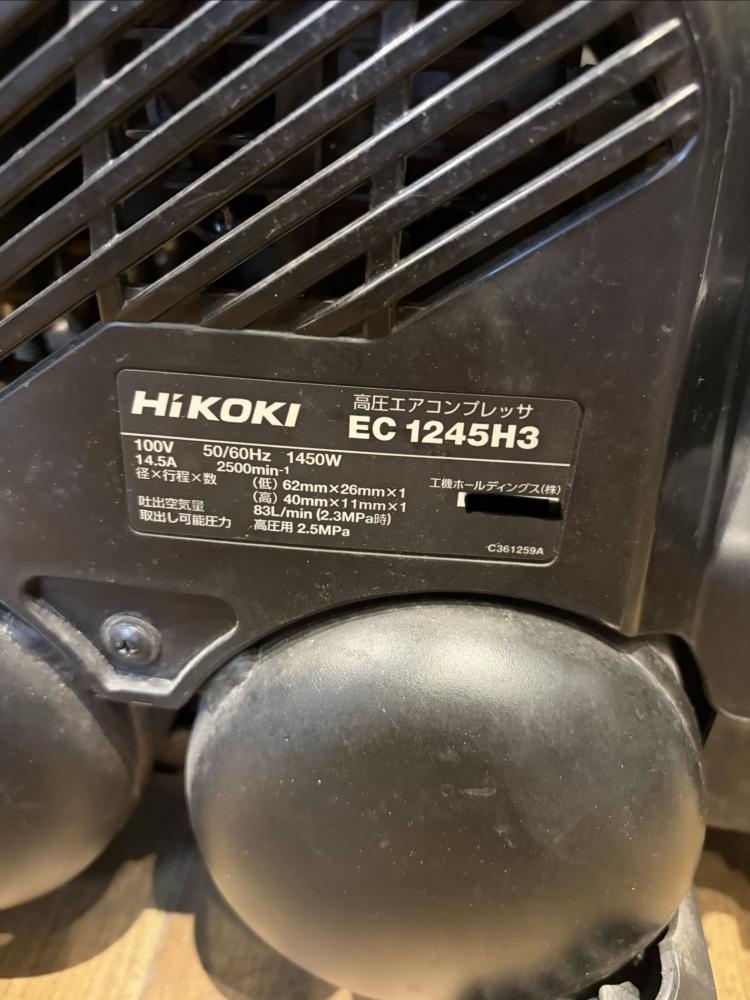 HiKOKI 高圧エアコンプレッサ
EC 1245H3
100V 50/60Hz 1450W
14.5A 2500min-1
径×行程×数 (低) 62mm×26mm×1
(高) 40mm×11mm×1
吐出空気量 83L/min (2.3MPa時)
取出し可能圧力 高圧用 2.5MPa
工機ホールディングス(株)
C361259A